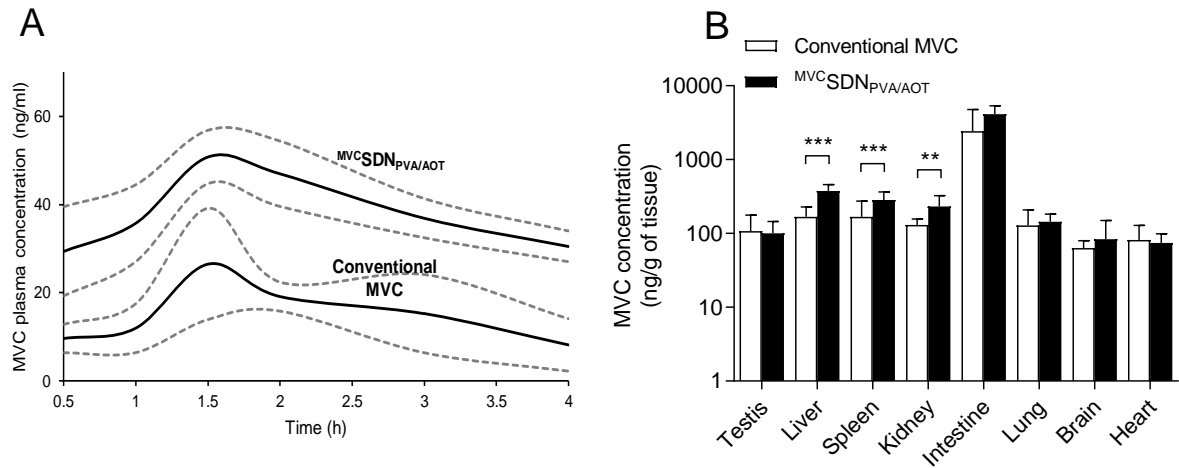 A
MVC plasma concentration (ng/ml)
60
40
20
0
0.5 1 1.5 2 2.5 3 3.5 4
Time (h)
MVCSDNPVA/AOT
Conventional
MVC
B
Conventional MVC
MVCSDNPVA/AOT
MVC concentration
(ng/g of tissue)
10000
1000
100
10
1
*** *** **
Testis Liver Spleen Kidney Intestine Lung Brain Heart